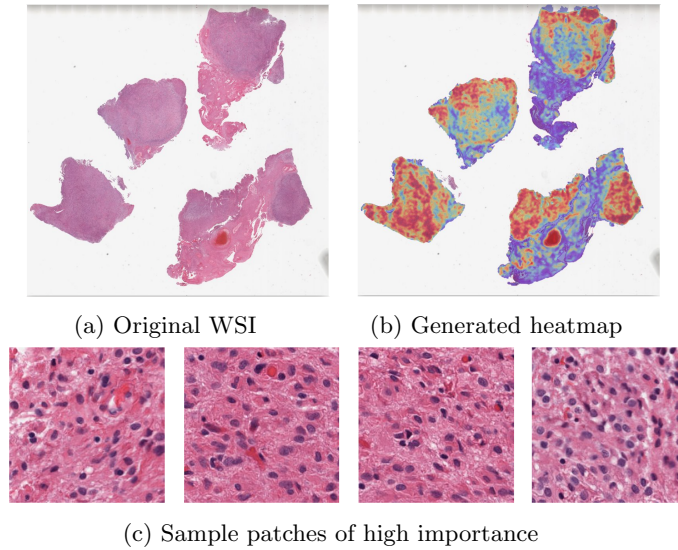 (a) Original WSI
(b) Generated heatmap
(c) Sample patches of high importance